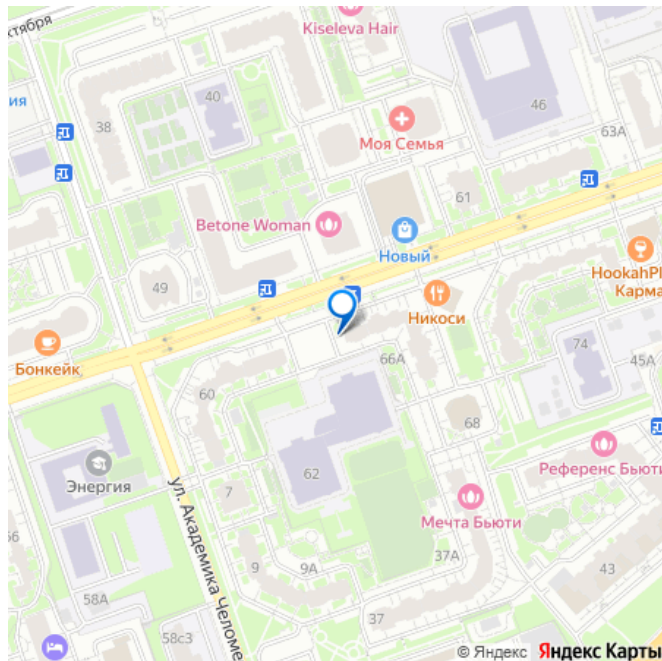 ктября
Kiseleva Hair
ия
40
38
46
Моя Семья
63А
61
Betone Woman
Новый
49
HookahPl
Карма
Никоси
Бонкейк
66А
74
45А
60
68
Энергия
62
Референс Бьюти
7
Мечта Бьюти
66
ул. Академика Челоме
9
9А
37А
43
58А
37
58с3
© Яндекс Яндекс Карты